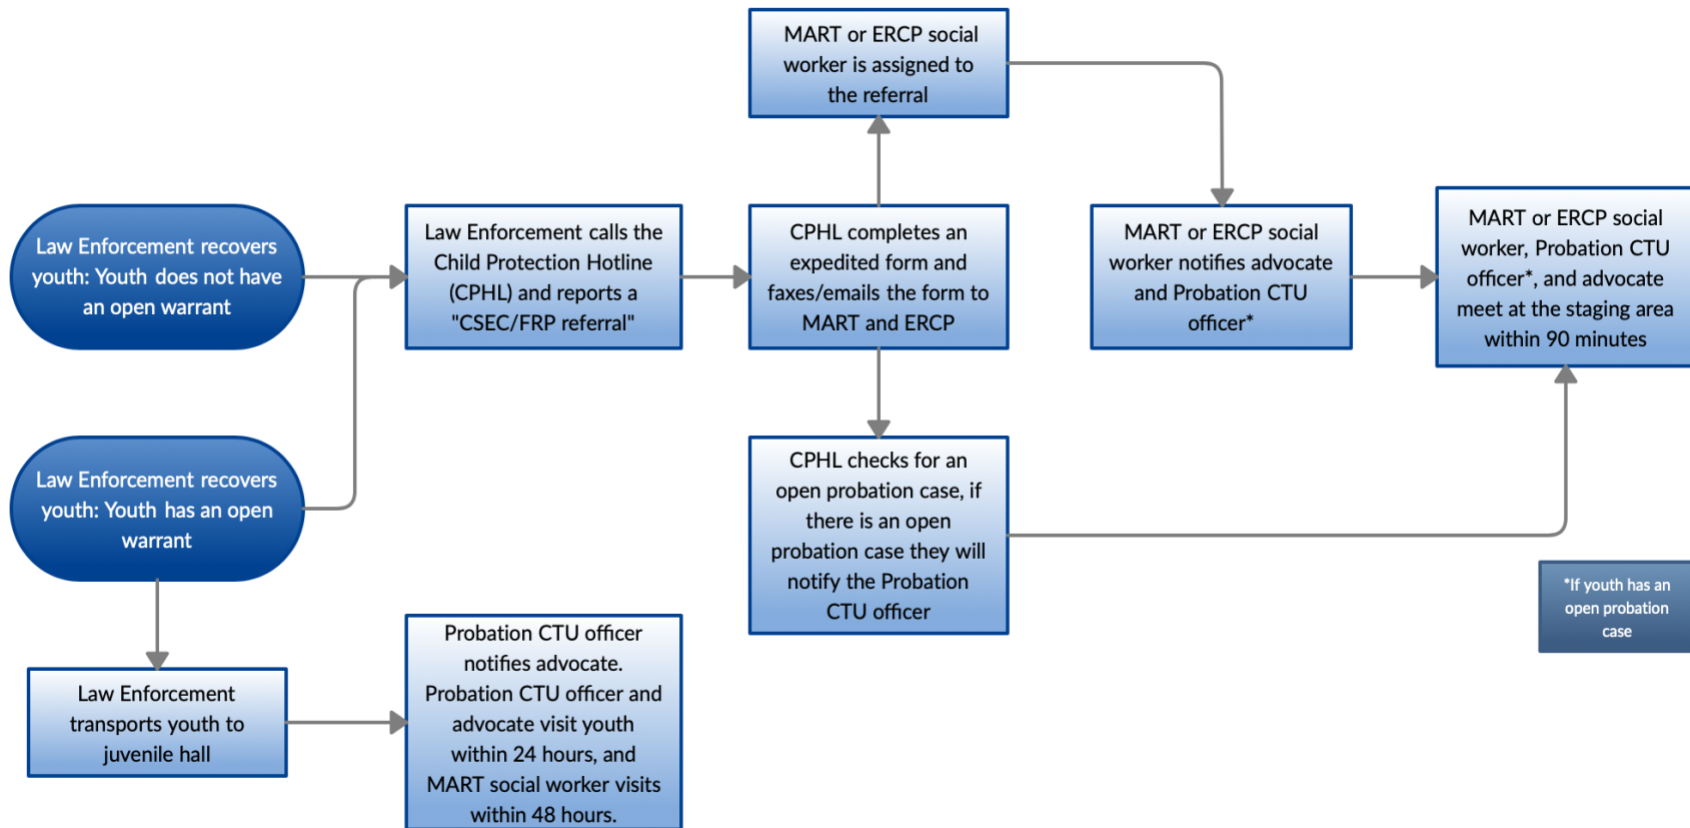 MART or ERCP social
worker is assigned to
the referral
Law Enforcement recovers
youth: Youth does not have
an open warrant
Law Enforcement calls the
Child Protection Hotline
(CPHL) and reports a
"CSEC/FRP referral"
CPHL completes an
expedited form and
faxes/emails the form to
MART and ERCP
MART or ERCP social
worker notifies advocate
and Probation CTU
officer*
MART or ERCP social
worker, Probation CTU
officer*, and advocate
meet at the staging area
within 90 minutes
Law Enforcement recovers
youth: Youth has an open
warrant
CPHL checks for an
open probation case, if
there is an open
probation case they will
notify the Probation
CTU officer
*If youth has an
open probation
case
Law Enforcement
transports youth to
juvenile hall
Probation CTU officer
notifies advocate.
Probation CTU officer and
advocate visit youth
within 24 hours, and
MART social worker visits
within 48 hours.